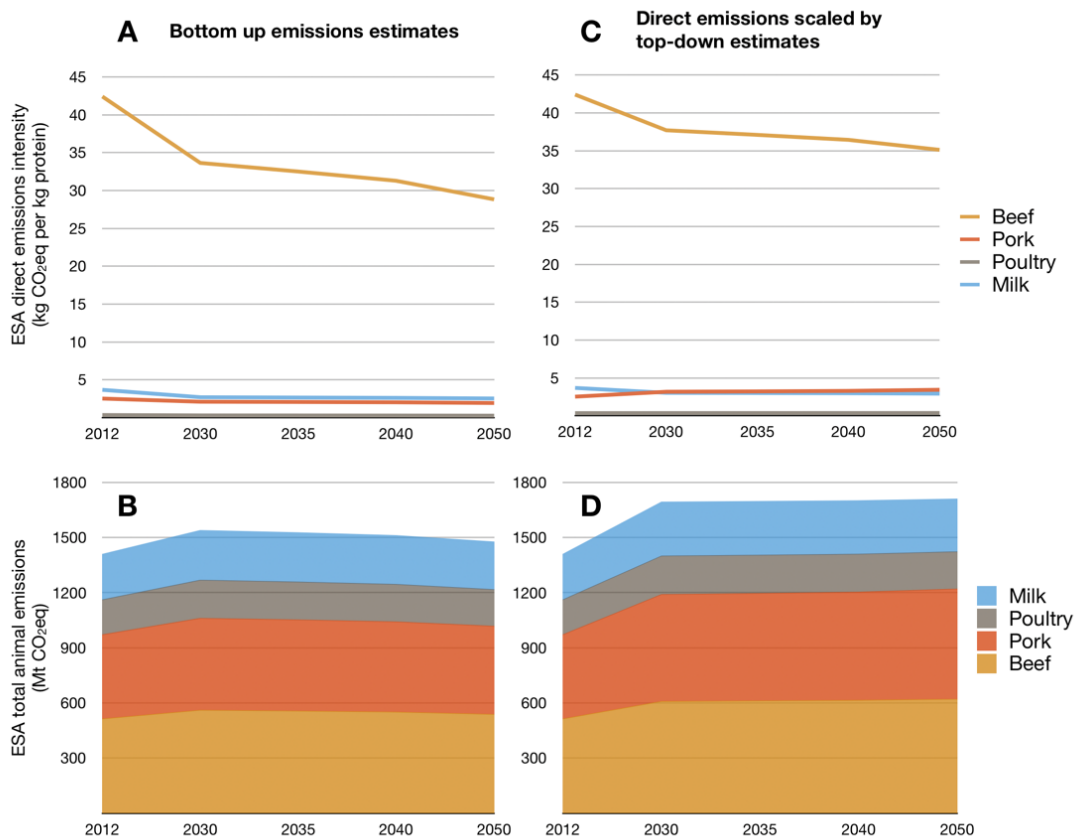 A
Bottom up emissions estimates
ESA direct emissions intensity
(kg CO₂eq per kg protein)
45
40
35
30
25
20
15
10
5
2012
2030
2035
2040
2050
C
Direct emissions scaled by
top-down estimates
45
40
35
30
25
20
15
10
5
2012
2030
2035
2040
2050
Beef
Pork
Poultry
Milk
B
ESA total animal emissions
(Mt CO₂eq)
1800
1500
1200
900
600
300
2012
2030
2035
2040
2050
D
1800
1500
1200
900
600
300
2012
2030
2035
2040
2050
Milk
Poultry
Pork
Beef